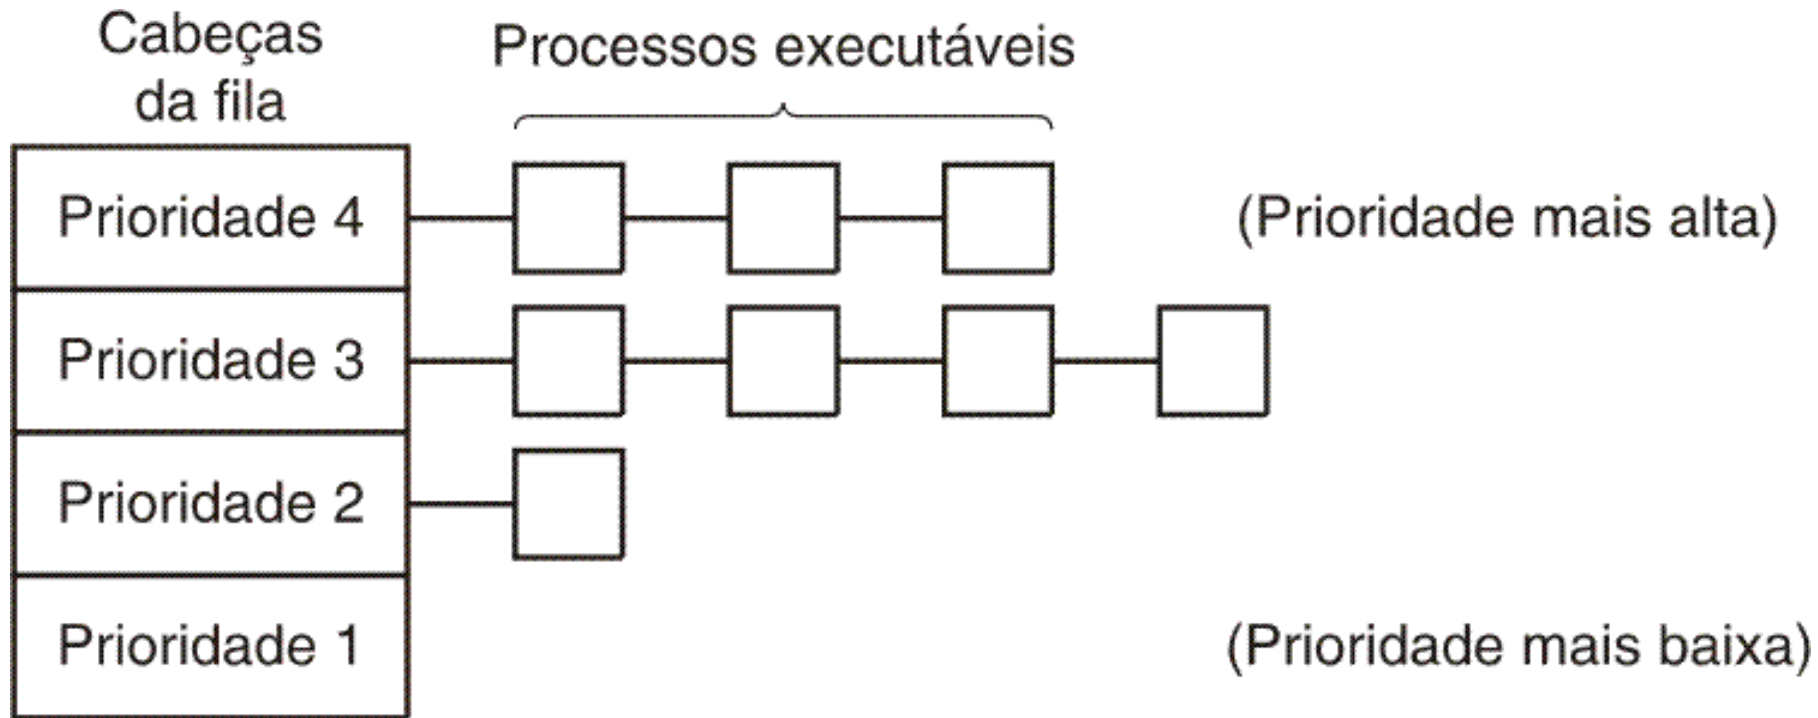 Cabeças
da fila
Processos executáveis
Prioridade 4
(Prioridade mais alta)
Prioridade 3
Prioridade 2
Prioridade 1
(Prioridade mais baixa)